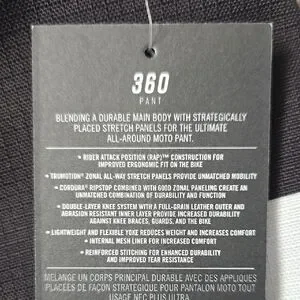 360
PANT
BLENDING A DURABLE MAIN BODY WITH STRATEGICALLY
PLACED STRETCH PANELS FOR THE ULTIMATE
ALL-AROUND MOTO PANT.
• RIDER ATTACK POSITION (RAP)™ CONSTRUCTION FOR
IMPROVED ERGONOMIC FIT ON THE BIKE
• TRUMOTION™ ZONAL ALL-WAY STRETCH PANELS PROVIDE UNMATCHED MOBILITY
• CORDURA® RIPSTOP COMBINED WITH 600D ZONAL PANELING CREATE AN
UNMATCHED COMBINATION OF DURABILITY AND FUNCTION
• DOUBLE-LAYER KNEE SYSTEM WITH A FULL-GRAIN LEATHER OUTER AND
ABRASION RESISTANT INNER LAYER PROVIDE INCREASED DURABILITY
AGAINST KNEE BRACES, GUARDS, AND THE BIKE
• LIGHTWEIGHT AND FLEXIBLE YOKE REDUCES WEIGHT AND INCREASES COMFORT
• INTERNAL MESH LINER FOR INCREASED COMFORT
• REINFORCED STITCHING FOR ENHANCED DURABILITY
AND IMPROVED TEAR RESISTANCE
MÉLANGE UN CORPS PRINCIPAL DURABLE AVEC DES APPLIQUES
PLACÉES DE FAÇON STRATÉGIQUE POUR PANTALON MOTO TOUT
USAGE NEC PLUS ULTRA